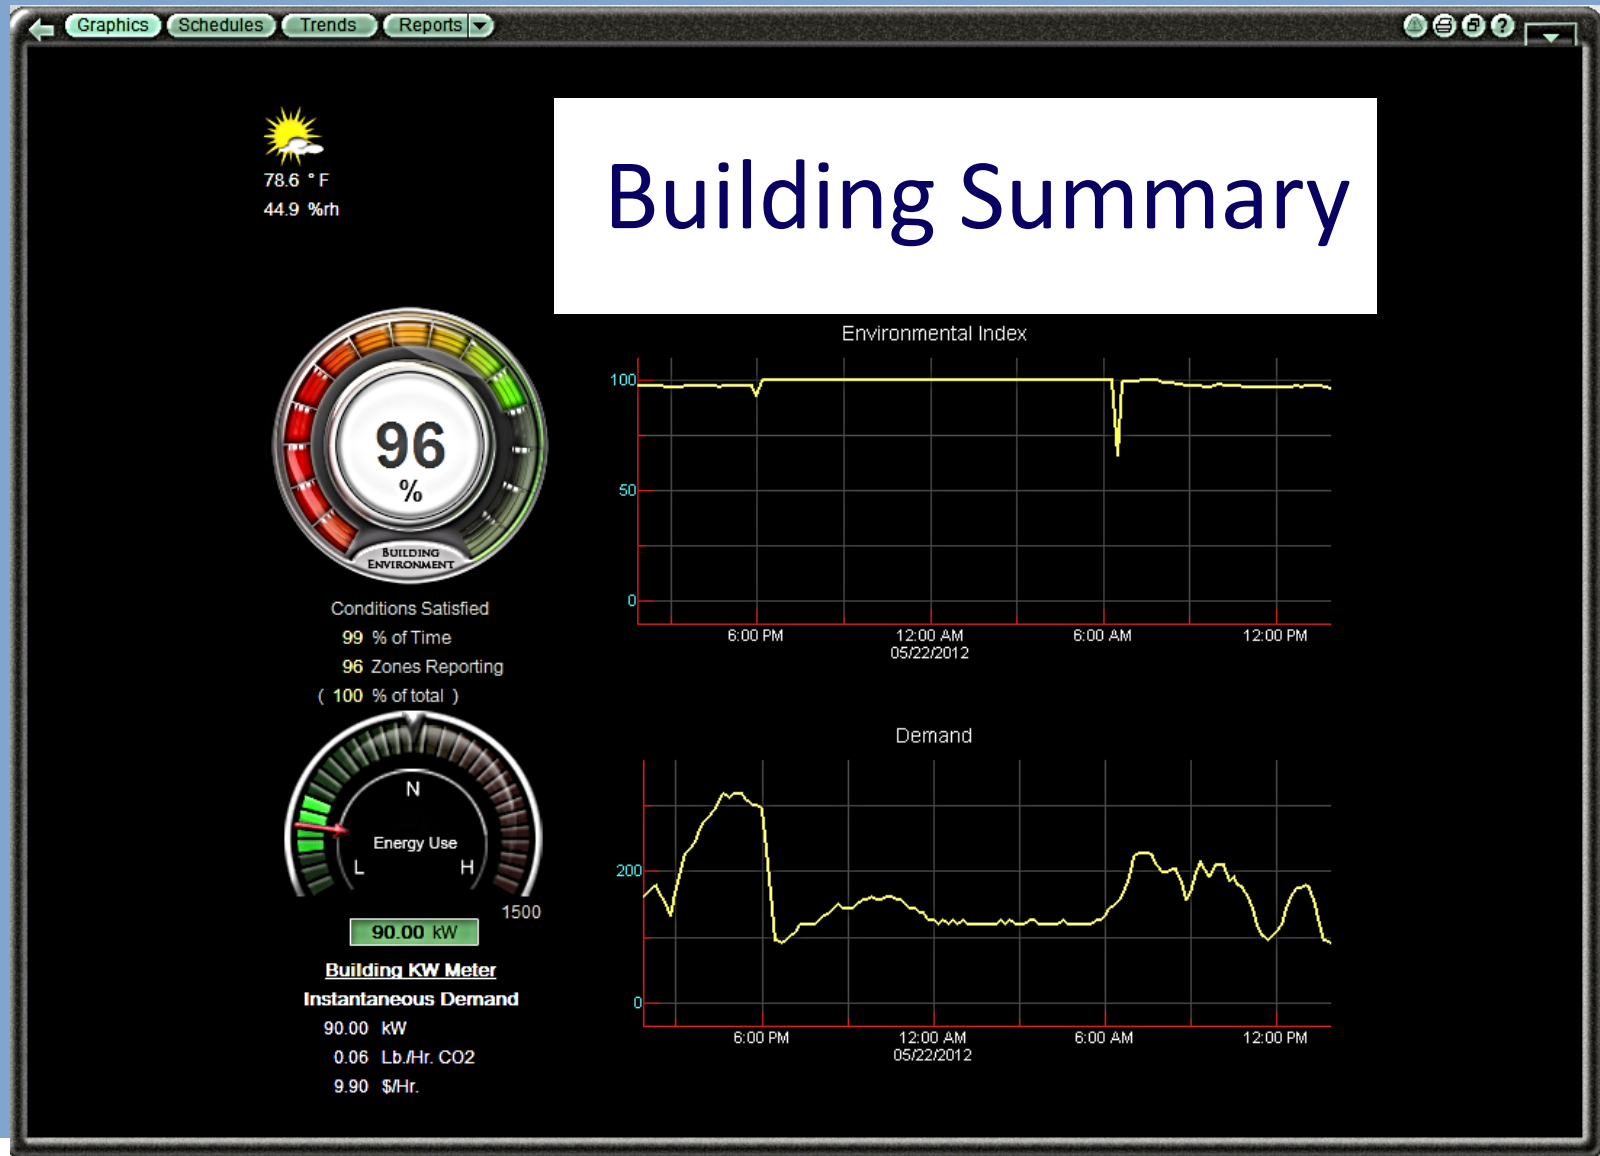 Graphics Schedules Trends Reports
?
78.6 ° F
44.9 %rh
Building Summary
96
%
BUILDING
ENVIRONMENT
Conditions Satisfied
99 % of Time
96 Zones Reporting
( 100 % of total )
N
Energy Use
L H
1500
90.00 kW
Building KW Meter
Instantaneous Demand
90.00 kW
0.06 Lb./Hr. CO2
9.90 $/Hr.
Environmental Index
100
50
0
6:00 PM 12:00 AM 6:00 AM 12:00 PM
05/22/2012
Demand
200
0
6:00 PM 12:00 AM 6:00 AM 12:00 PM
05/22/2012